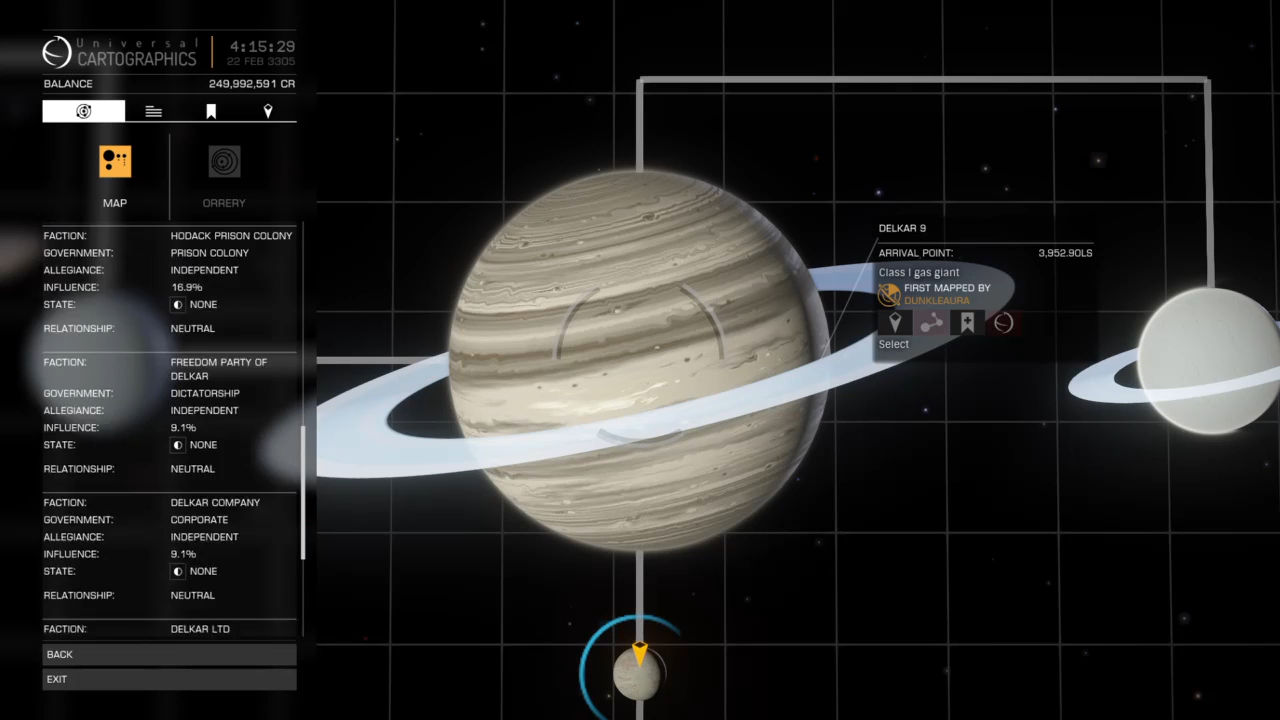 Universal
CARTOGRAPHICS
4:15:29
22 FEB 3305
BALANCE 249,992,591 CR
MAP ORRERY
FACTION: HODACK PRISON COLONY
GOVERNMENT: PRISON COLONY
ALLEGIANCE: INDEPENDENT
INFLUENCE: 16.9%
STATE: NONE
RELATIONSHIP: NEUTRAL
FACTION: FREEDOM PARTY OF
DELKAR
GOVERNMENT: DICTATORSHIP
ALLEGIANCE: INDEPENDENT
INFLUENCE: 9.1%
STATE: NONE
RELATIONSHIP: NEUTRAL
FACTION: DELKAR COMPANY
GOVERNMENT: CORPORATE
ALLEGIANCE: INDEPENDENT
INFLUENCE: 9.1%
STATE: NONE
RELATIONSHIP: NEUTRAL
FACTION: DELKAR LTD
BACK
EXIT
DELKAR 9
ARRIVAL POINT: 3,952.90LS
Class I gas giant
FIRST MAPPED BY
DUNKLEAURA
Select